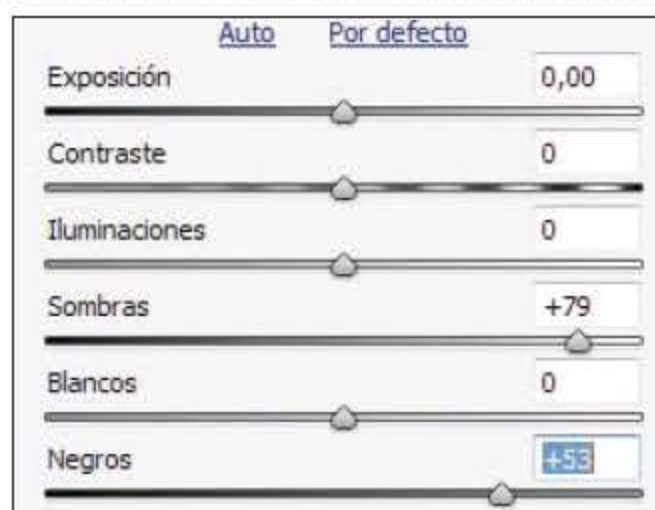 Auto Por defecto
Exposición 0,00
Contraste 0
Iluminaciones 0
Sombras +79
Blancos 0
Negros +53